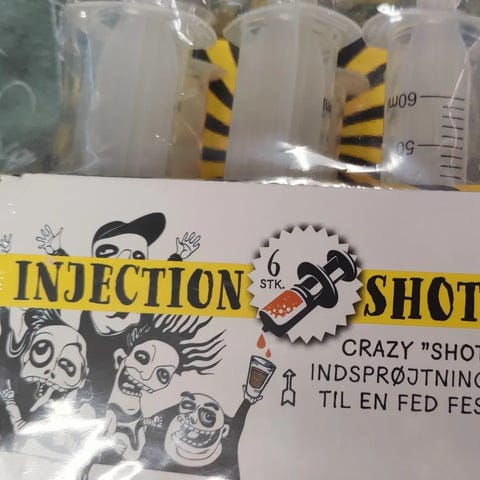 60ml
50
6
STK.
INJECTION SHOT
CRAZY "SHOT
INDSPRØJTNING
TIL EN FED FES